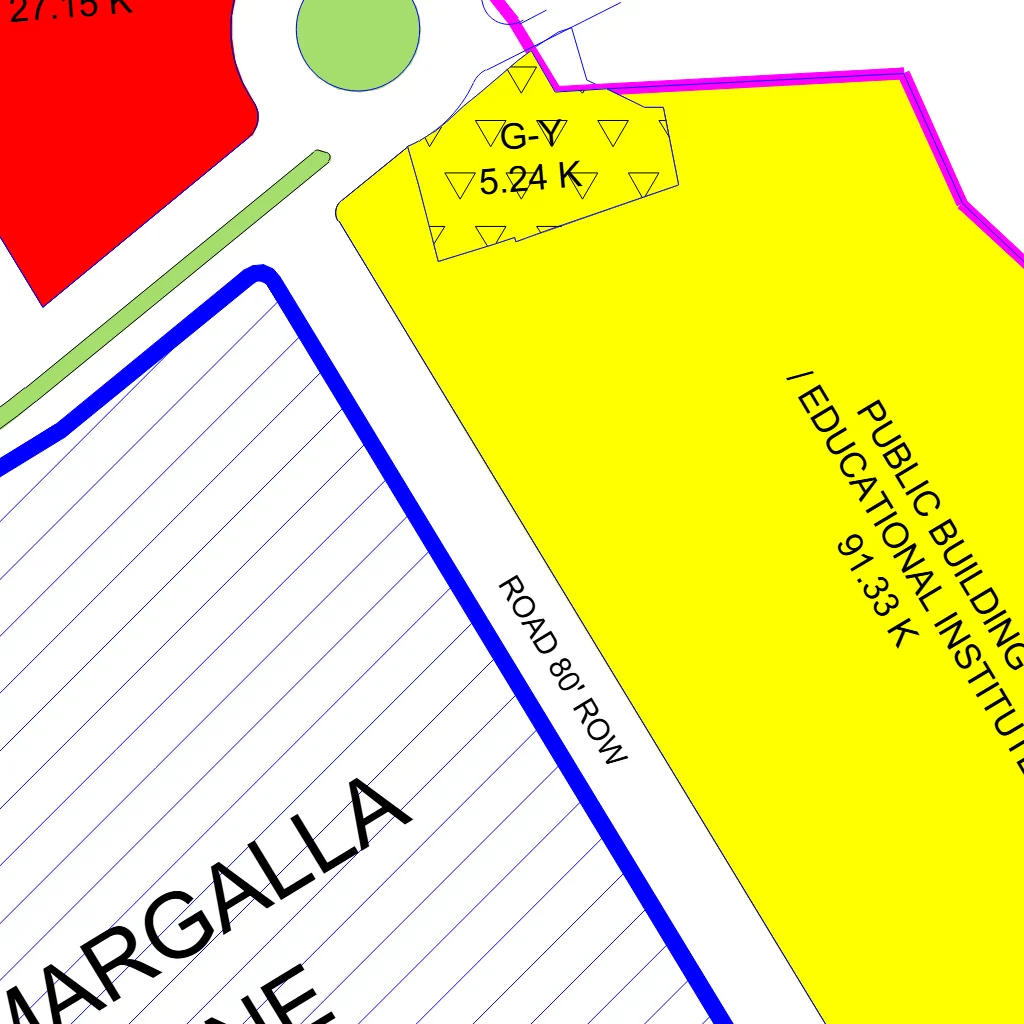 27.15 K
G-Y
5.24 K
PUBLIC BUILDING
/ EDUCATIONAL INSTITUTE
91.33 K
ROAD 80' ROW
MARGALLA